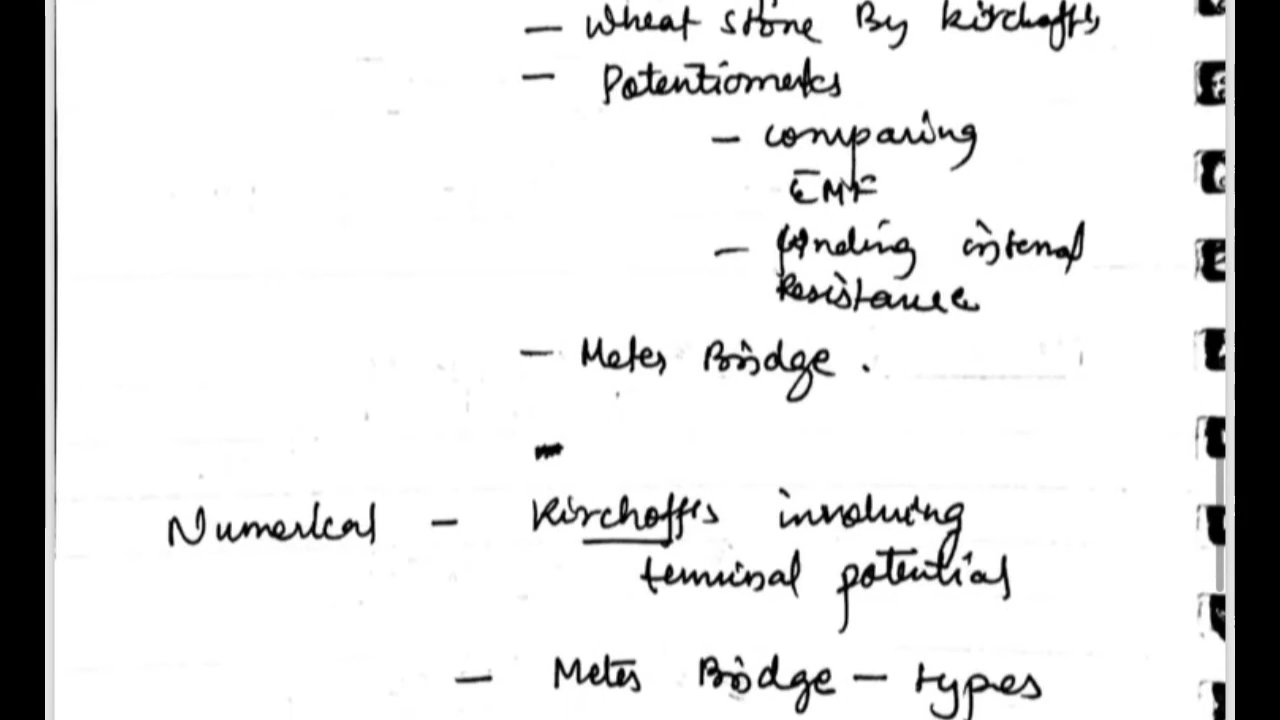 — Wheat stone By kirchoffs
— Potentiometers
— comparing
EMF
— finding internal
Resistance
— Meter Bridge .
—
Numerical — Kirchoffs involving
terminal potential
— Meter Bridge — types